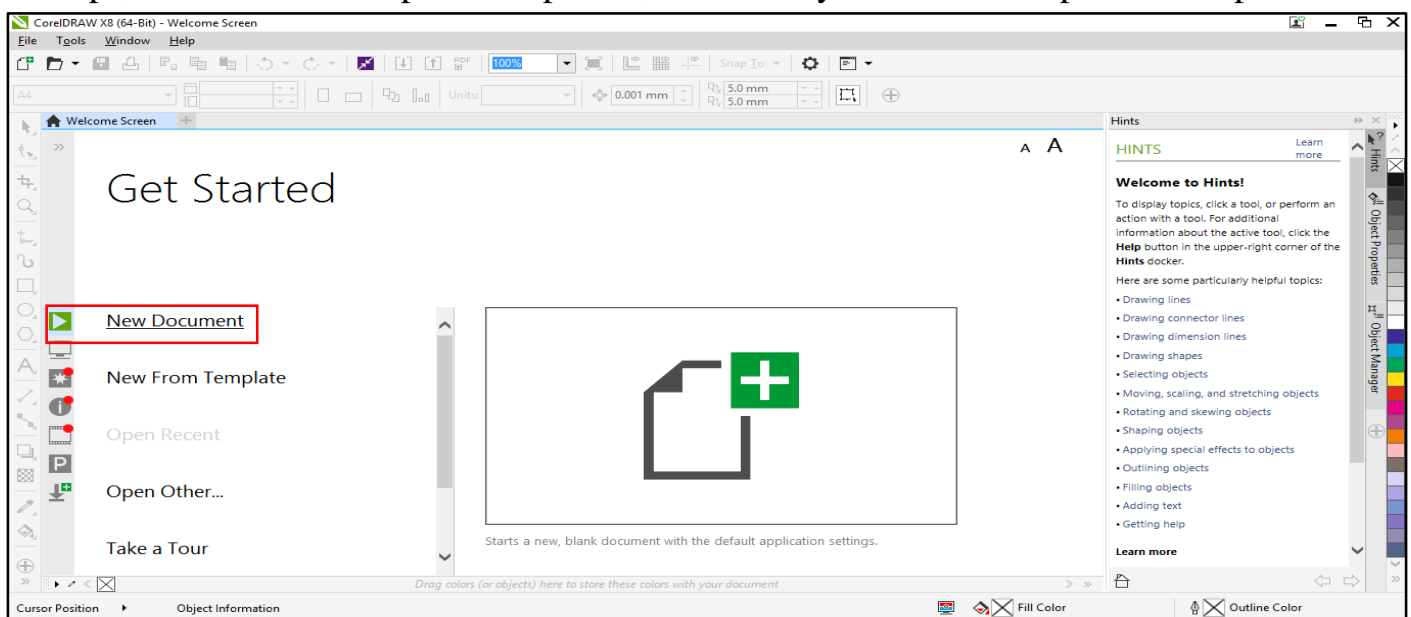 CorelDRAW X8 (64-Bit) - Welcome Screen
File Tools Window Help
PDF 100% Snap To
A4 Units: 0.001 mm 5.0 mm
5.0 mm
Welcome Screen
A A
Get Started
New Document
New From Template
Open Recent
Open Other...
Take a Tour
Starts a new, blank document with the default application settings.
Drag colors (or objects) here to store these colors with your document
Hints
HINTS
Learn more
Welcome to Hints!
To display topics, click a tool, or perform an
action with a tool. For additional
information about the active tool, click the
Help button in the upper-right corner of the
Hints docker.
Here are some particularly helpful topics:
• Drawing lines
• Drawing connector lines
• Drawing dimension lines
• Drawing shapes
• Selecting objects
• Moving, scaling, and stretching objects
• Rotating and skewing objects
• Shaping objects
• Applying special effects to objects
• Outlining objects
• Filling objects
• Adding text
• Getting help
Learn more
Hints
Object Properties
Object Manager
Cursor Position Object Information Fill Color Outline Color